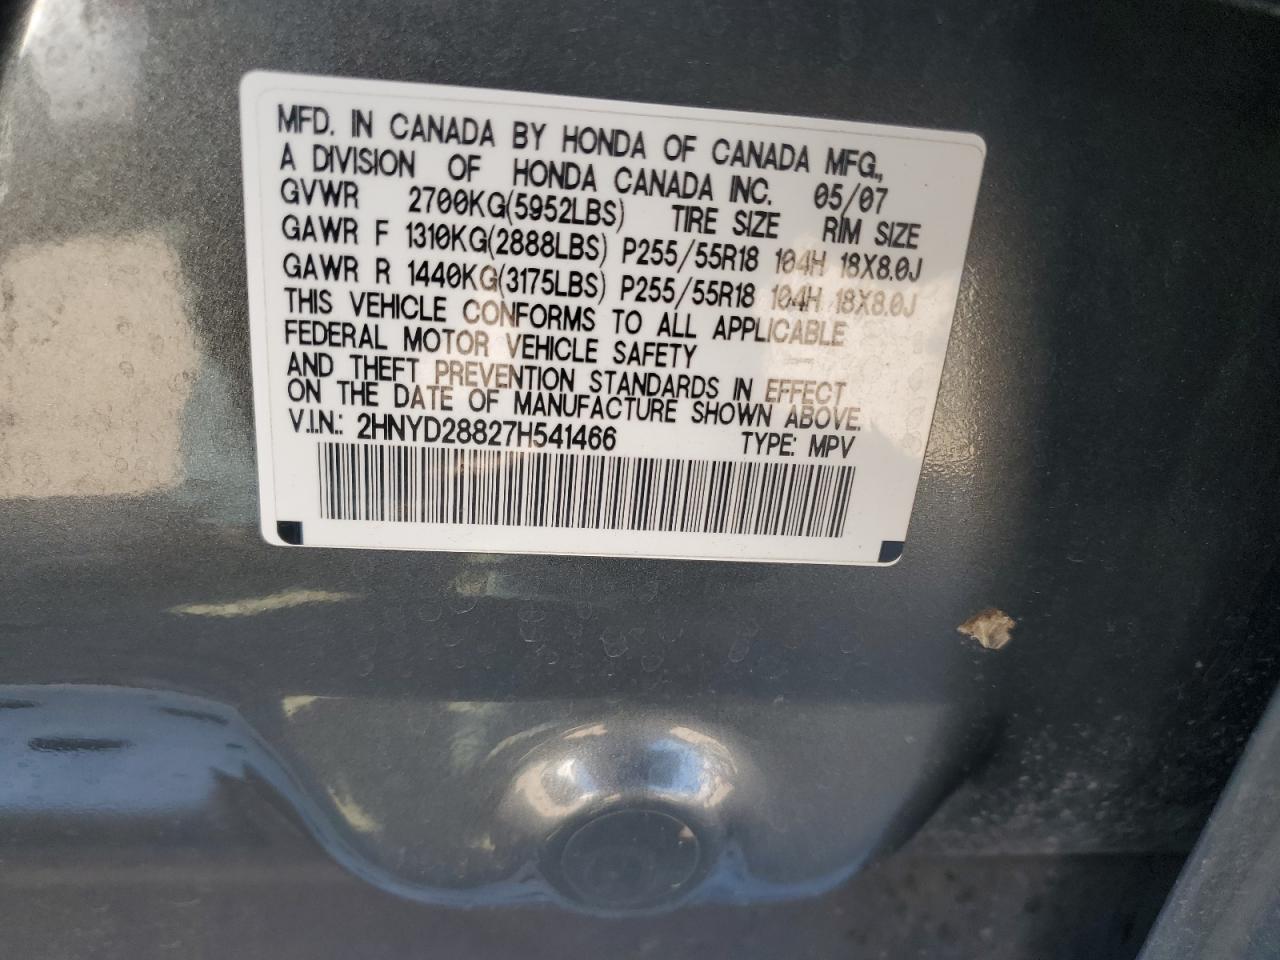 MFD. IN CANADA BY HONDA OF CANADA MFG.,
A DIVISION OF HONDA CANADA INC. 05/07
GVWR 2700KG(5952LBS) TIRE SIZE RIM SIZE
GAWR F 1310KG(2888LBS) P255/55R18 104H 18X8.0J
GAWR R 1440KG(3175LBS) P255/55R18 104H 18X8.0J
THIS VEHICLE CONFORMS TO ALL APPLICABLE
FEDERAL MOTOR VEHICLE SAFETY
AND THEFT PREVENTION STANDARDS IN EFFECT
ON THE DATE OF MANUFACTURE SHOWN ABOVE.
V.I.N.: 2HNYD28827H541466 TYPE: MPV